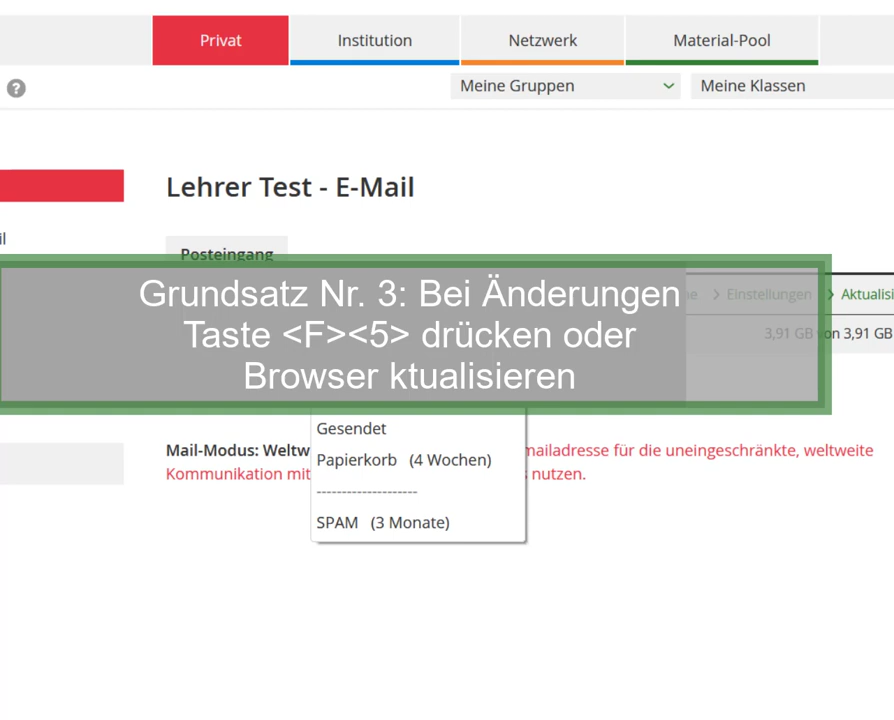 Privat
Institution
Netzwerk
Material-Pool
?
Meine Gruppen
Meine Klassen
Lehrer Test - E-Mail
il
Posteingang
Grundsatz Nr. 3: Bei Änderungen
Taste <F><5> drücken oder
Browser ktualisieren
Einstellungen
Aktualisi
3,91 GB von 3,91 GB
Gesendet
Mail-Modus: Weltw mailadresse für die uneingeschränkte, weltweite
Papierkorb (4 Wochen)
Kommunikation mit nutzen.
--------------------
SPAM (3 Monate)